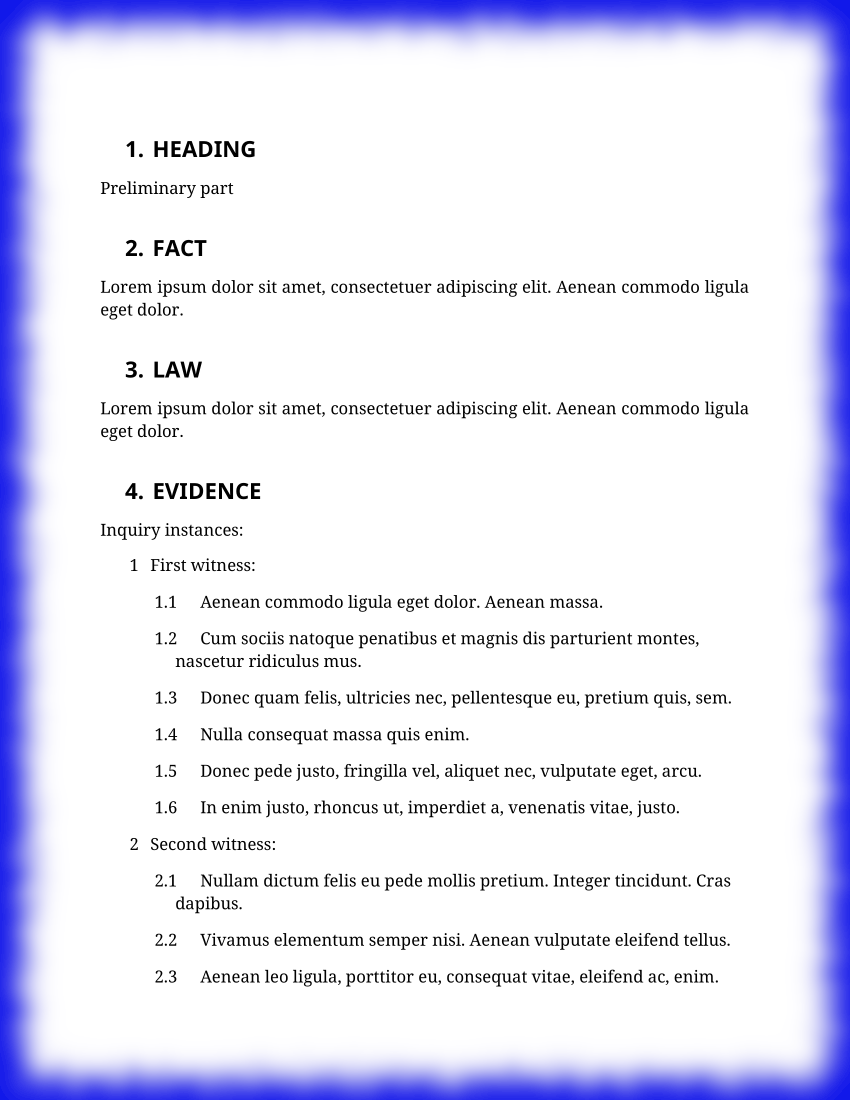 1. HEADING
Preliminary part
2. FACT
Lorem ipsum dolor sit amet, consectetuer adipiscing elit. Aenean commodo ligula
eget dolor.
3. LAW
Lorem ipsum dolor sit amet, consectetuer adipiscing elit. Aenean commodo ligula
eget dolor.
4. EVIDENCE
Inquiry instances:
1 First witness:
1.1 Aenean commodo ligula eget dolor. Aenean massa.
1.2 Cum sociis natoque penatibus et magnis dis parturient montes,
nascetur ridiculus mus.
1.3 Donec quam felis, ultricies nec, pellentesque eu, pretium quis, sem.
1.4 Nulla consequat massa quis enim.
1.5 Donec pede justo, fringilla vel, aliquet nec, vulputate eget, arcu.
1.6 In enim justo, rhoncus ut, imperdiet a, venenatis vitae, justo.
2 Second witness:
2.1 Nullam dictum felis eu pede mollis pretium. Integer tincidunt. Cras
dapibus.
2.2 Vivamus elementum semper nisi. Aenean vulputate eleifend tellus.
2.3 Aenean leo ligula, porttitor eu, consequat vitae, eleifend ac, enim.